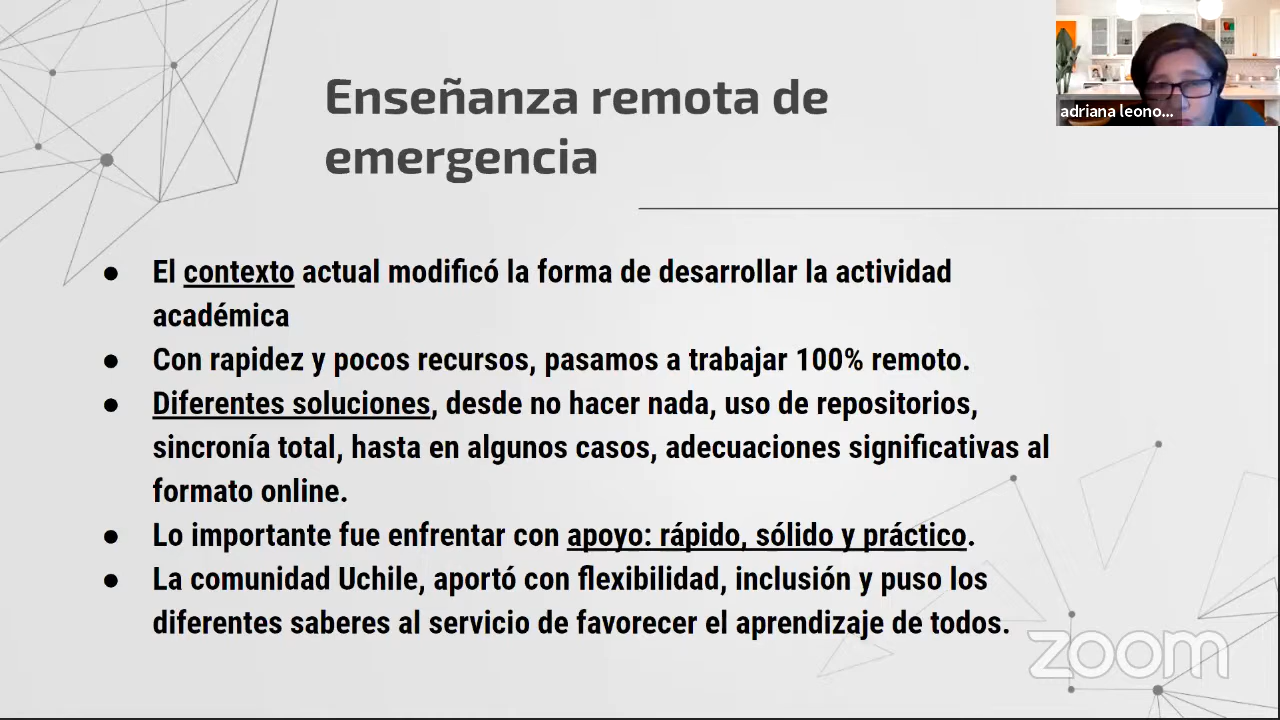 Enseñanza remota de
emergencia
adriana leono...
● El contexto actual modificó la forma de desarrollar la actividad
académica
● Con rapidez y pocos recursos, pasamos a trabajar 100% remoto.
● Diferentes soluciones, desde no hacer nada, uso de repositorios,
sincronía total, hasta en algunos casos, adecuaciones significativas al
formato online.
● Lo importante fue enfrentar con apoyo: rápido, sólido y práctico.
● La comunidad Uchile, aportó con flexibilidad, inclusión y puso los
diferentes saberes al servicio de favorecer el aprendizaje de todos.
zoom